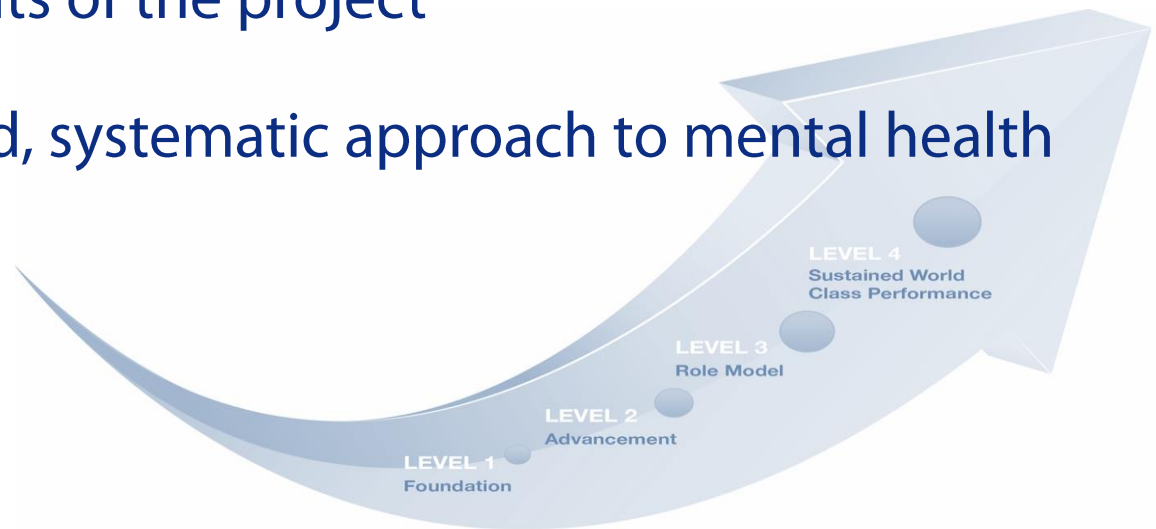 of the project
systematic approach to mental health
LEVEL 4
Sustained World
Class Performance
LEVEL 3
Role Model
LEVEL 2
Advancement
LEVEL 1
Foundation